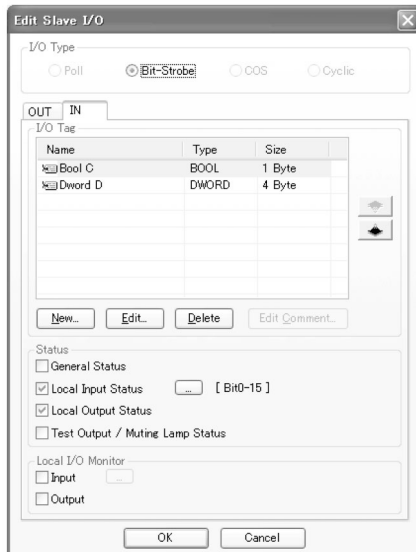 Edit Slave I/O
I/O Type
Poll Bit-Strobe COS Cyclic
OUT IN
I/O Tag
Name Type Size
Bool C BOOL 1 Byte
Dword D DWORD 4 Byte
New... Edit... Delete Edit Comment...
Status
General Status
Local Input Status ... [ Bit0-15 ]
Local Output Status
Test Output / Muting Lamp Status
Local I/O Monitor
Input ...
Output
OK Cancel